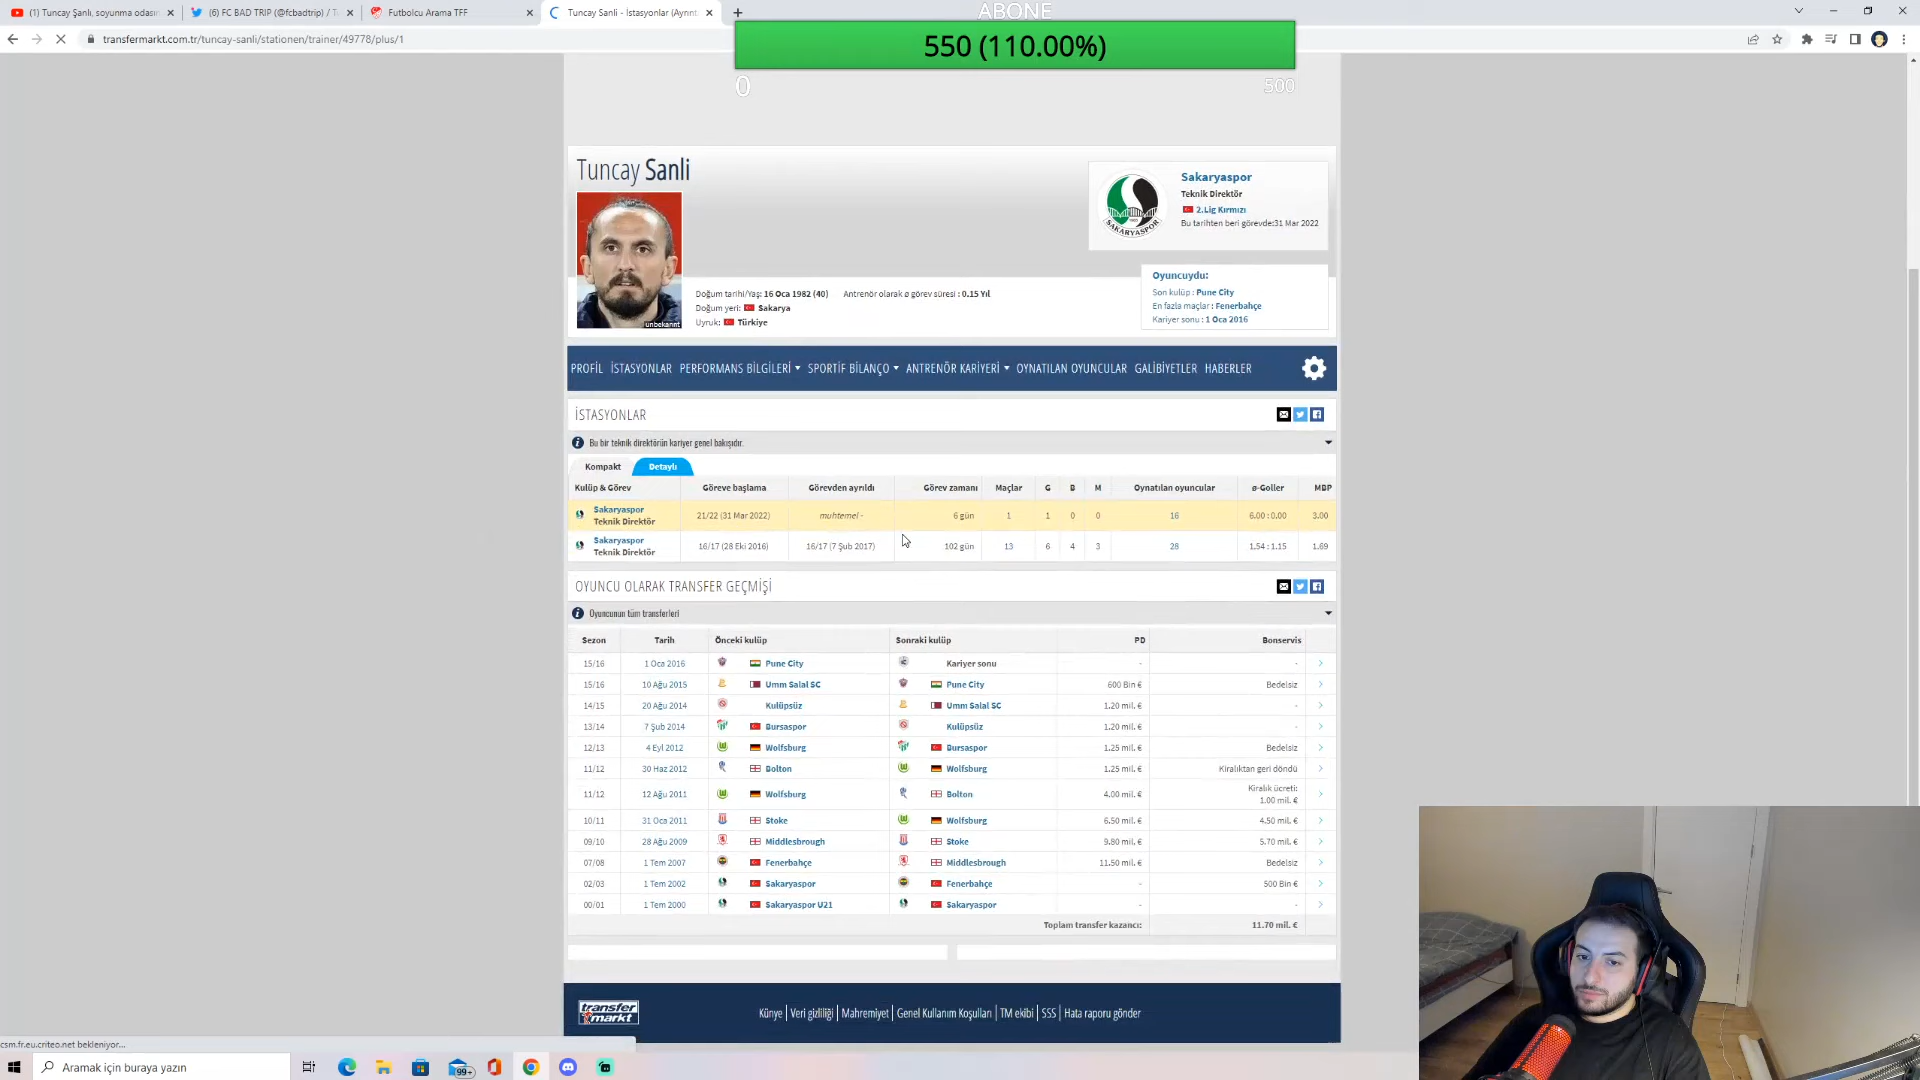 (1) Tuncay Şanlı, soyunma odasın
(6) FC BAD TRIP (@fcbadtrip) / T
Futbolcu Arama TFF
Tuncay Sanli - İstasyonlar (Ayrınt
ABONE
transfermarkt.com.tr/tuncay-sanli/stationen/trainer/49778/plus/1
550 (110.00%)
0
500
Tuncay Sanli
unbekannt
Sakaryaspor
Teknik Direktör
2.Lig Kırmızı
Bu tarihten beri görevde:31 Mar 2022
Oyuncuydu:
Son kulüp : Pune City
En fazla maçlar : Fenerbahçe
Kariyer sonu : 1 Oca 2016
Doğum tarihi/Yaş: 16 Oca 1982 (40) Antrenör olarak ø görev süresi : 0.15 Yıl
Doğum yeri: Sakarya
Uyruk: Türkiye
PROFİL İSTASYONLAR PERFORMANS BİLGİLERİ SPORTİF BİLANÇO ANTRENÖR KARİYERİ OYNATILAN OYUNCULAR GALİBİYETLER HABERLER
İSTASYONLAR
Bu bir teknik direktörün kariyer genel bakışıdır.
Kompakt Detaylı
Kulüp & Görev Göreve başlama Görevden ayrıldı Görev zamanı Maçlar G B M Oynatılan oyuncular ø-Goller MBP
Sakaryaspor
Teknik Direktör 21/22 (31 Mar 2022) muhtemel - 6 gün 1 1 0 0 16 6.00 : 0.00 3.00
Sakaryaspor
Teknik Direktör 16/17 (28 Eki 2016) 16/17 (7 Şub 2017) 102 gün 13 6 4 3 28 1.54 : 1.15 1.69
OYUNCU OLARAK TRANSFER GEÇMİŞİ
Oyuncunun tüm transferleri
Sezon Tarih Önceki kulüp Sonraki kulüp PD Bonservis
15/16 1 Oca 2016 Pune City Kariyer sonu - -
15/16 10 Ağu 2015 Umm Salal SC Pune City 600 Bin € Bedelsiz
14/15 20 Ağu 2014 Kulüpsüz Umm Salal SC 1.20 mil. € -
13/14 7 Şub 2014 Bursaspor Kulüpsüz 1.20 mil. € -
12/13 4 Eyl 2012 Wolfsburg Bursaspor 1.25 mil. € Bedelsiz
11/12 30 Haz 2012 Bolton Wolfsburg 1.25 mil. € Kiralıktan geri döndü
11/12 12 Ağu 2011 Wolfsburg Bolton 4.00 mil. € Kiralık ücreti:
1.00 mil. €
10/11 31 Oca 2011 Stoke Wolfsburg 6.50 mil. € 4.50 mil. €
09/10 28 Ağu 2009 Middlesbrough Stoke 9.80 mil. € 5.70 mil. €
07/08 1 Tem 2007 Fenerbahçe Middlesbrough 11.50 mil. € Bedelsiz
02/03 1 Tem 2002 Sakaryaspor Fenerbahçe - 500 Bin €
00/01 1 Tem 2000 Sakaryaspor U21 Sakaryaspor - -
Toplam transfer kazancı: 11.70 mil. €
transfer
markt
Künye | Veri gizliliği | Mahremiyet | Genel Kullanım Koşulları | TM ekibi | SSS | Hata raporu gönder
csm.fr.eu.criteo.net bekleniyor...
Aramak için buraya yazın
99+